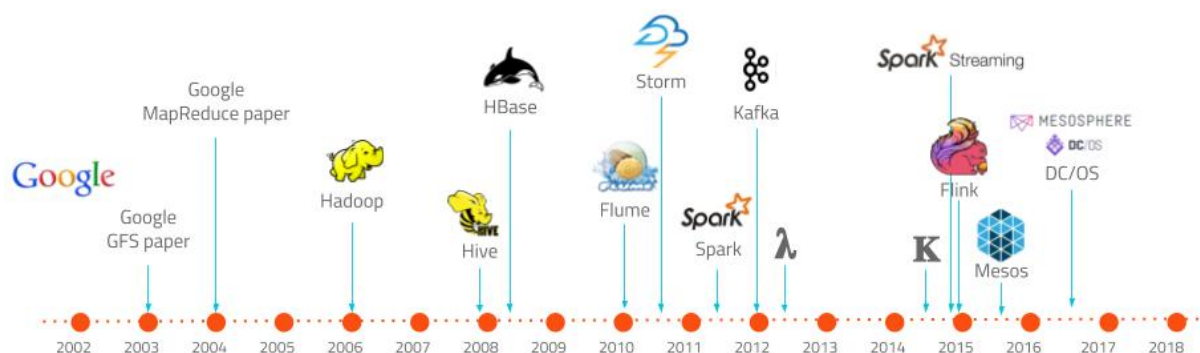 Google
Google
GFS paper
Google
MapReduce paper
Hadoop
HIVE
Hive
HBase
Flume
Flume
Storm
Spark
Spark
Kafka
λ
K
Spark Streaming
Flink
Mesos
MESOSPHERE
DC/OS
DC/OS
2002 2003 2004 2005 2006 2007 2008 2009 2010 2011 2012 2013 2014 2015 2016 2017 2018